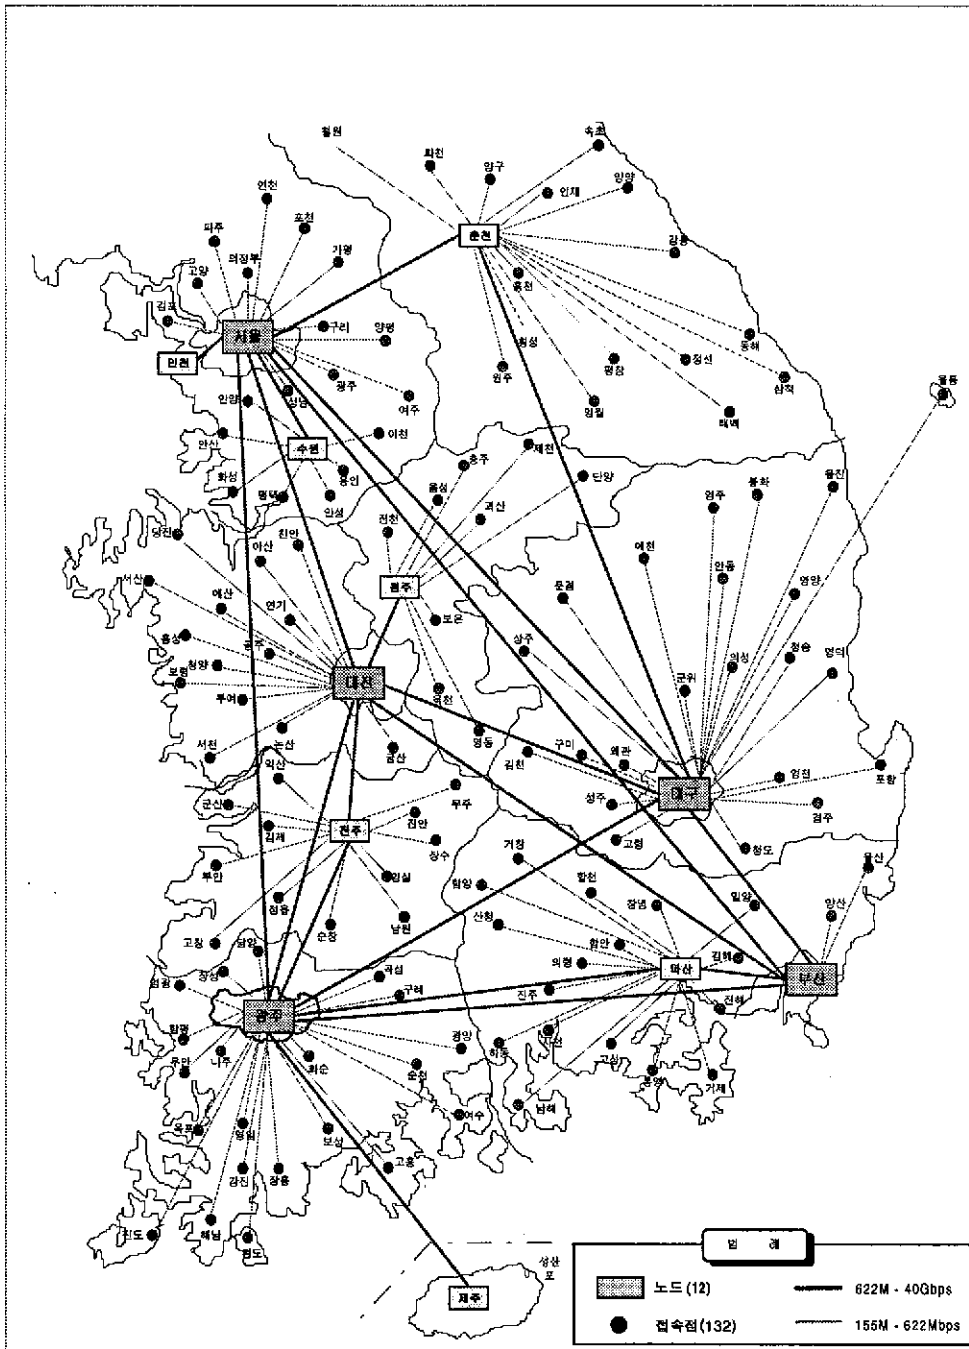 철원
속초
화천
양구
인제
양양
연천
포천
춘천
파주
의정부
가평
강릉
고양
홍천
김포
서울
구리
양평
횡성
동해
인천
원주
평창
정선
광주
삼척
울릉
안양
성남
여주
영월
태백
안산
수원
이천
제천
충주
화성
평택
용인
안성
음성
단양
울진
진천
괴산
영주
봉화
당진
천안
아산
예천
안동
서산
청주
문경
영양
예산
연기
보은
홍성
공주
상주
청송
영덕
청양
의성
보령
대전
옥천
군위
부여
논산
영동
구미
왜관
서천
금산
김천
익산
대구
영천
포항
군산
무주
성주
경주
김제
전주
진안
고령
청도
장수
거창
울산
부안
임실
함양
합천
정읍
창녕
밀양
양산
순창
남원
산청
고창
담양
함안
장성
곡성
의령
마산
김해
부산
영광
구례
진주
진해
광주
함평
광양
하동
사천
고성
무안
나주
화순
순천
통영
거제
목포
영암
보성
여수
남해
강진
장흥
고흥
진도
해남
완도
성산
포
제주
범 례
노드(12)
622M - 40Gbps
접속점(132)
155M - 622Mbps